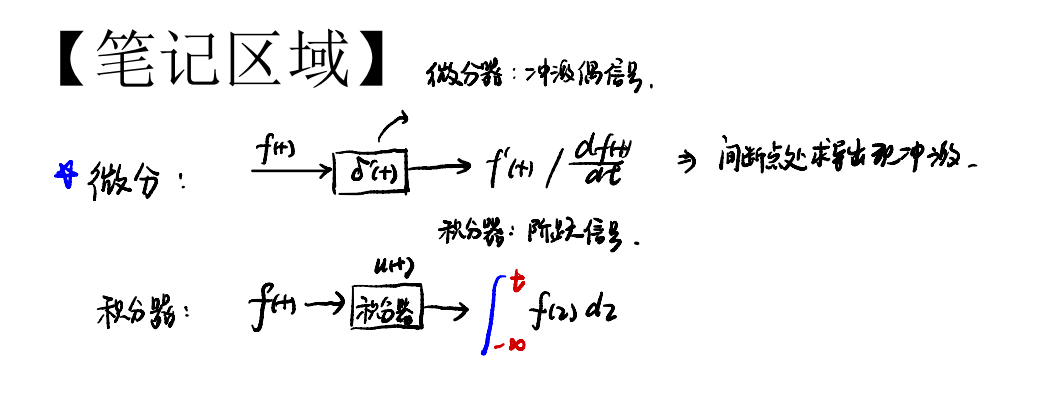 【笔记区域】
微分器：冲激偶信号.
☆ 微分： f(t) → δ'(t) → f'(t) / df(t)/dt ⇒ 间断点处求导出现冲激.
积分器：阶跃信号.
u(t)
积分器： f(t) → 积分器 → ∫_{-∞}^{t} f(τ) dτ